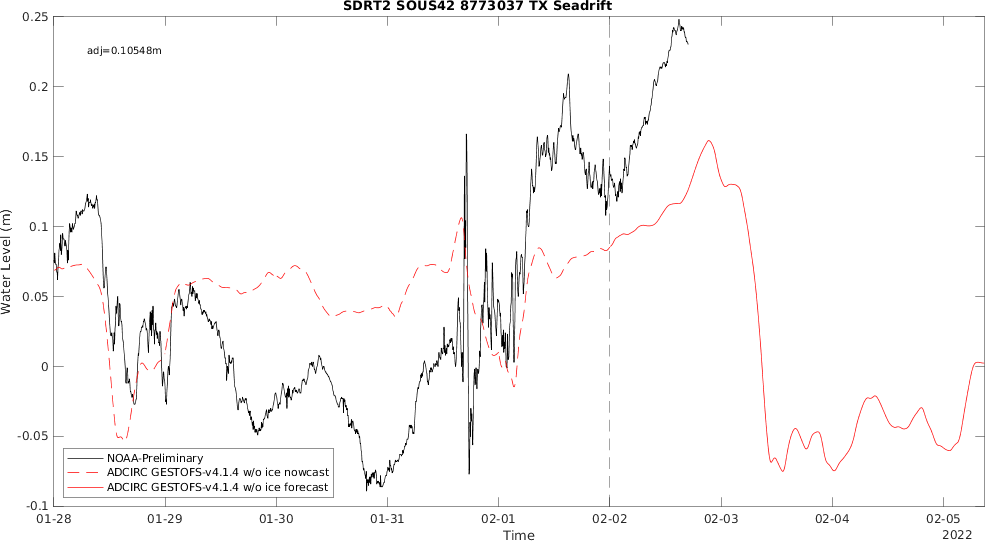 SDRT2 SOUS42 8773037 TX Seadrift
adj=0.10548m
Water Level (m)
0.25
0.2
0.15
0.1
0.05
0
-0.05
-0.1
NOAA-Preliminary
ADCIRC GESTOFS-v4.1.4 w/o ice nowcast
ADCIRC GESTOFS-v4.1.4 w/o ice forecast
01-28 01-29 01-30 01-31 02-01 02-02 02-03 02-04 02-05
Time
2022